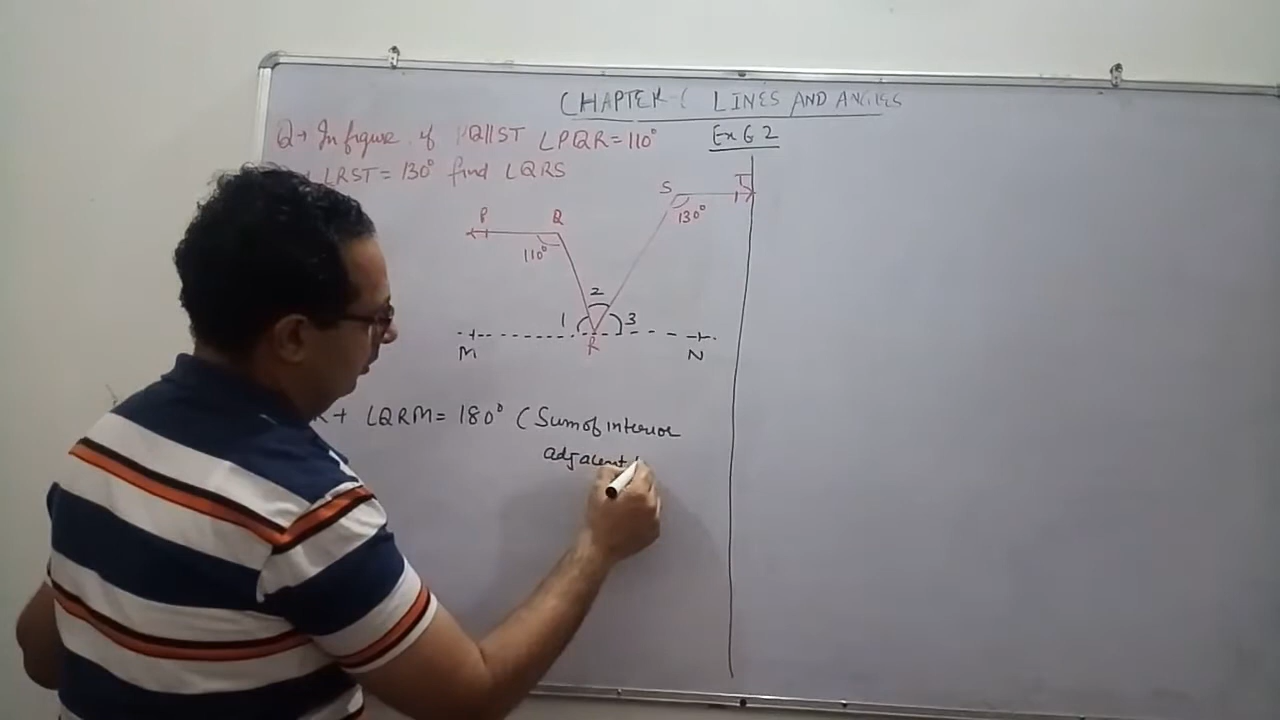 CHAPTER-6 LINES AND ANGLES
Ex 6.2
Q→ In figure if PQ||ST ∠PQR=110°
∠RST = 130° find ∠QRS
S T
130°
P Q
110°
1 2 3
M R N
+ ∠QRM = 180° (Sum of interior
adjacent